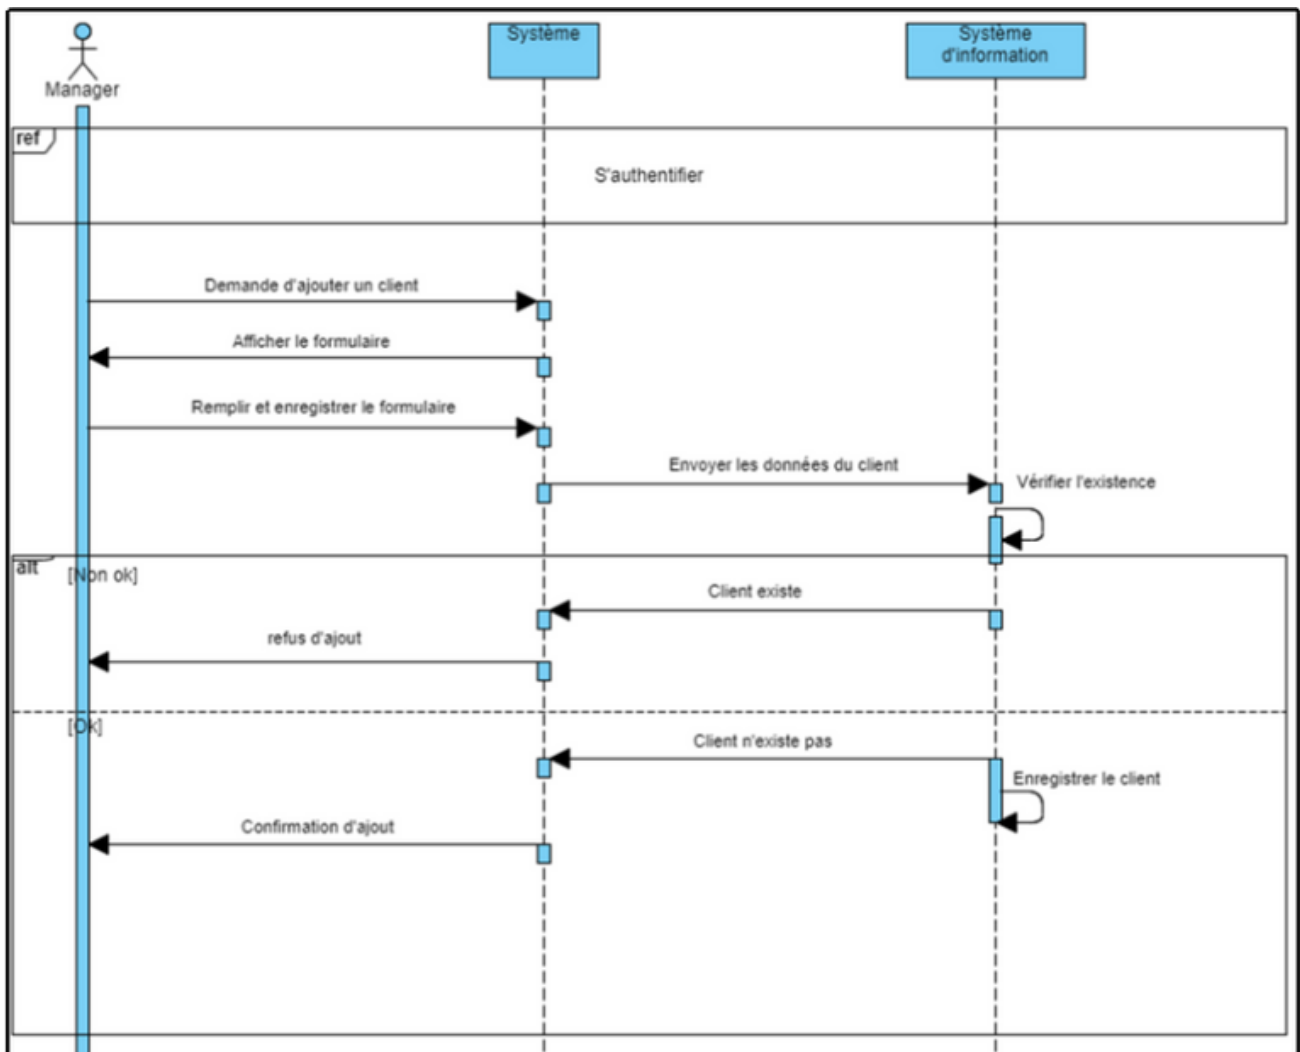 Manager
Système
Système
d'information
ref
S'authentifier
Demande d'ajouter un client
Afficher le formulaire
Remplir et enregistrer le formulaire
Envoyer les données du client
Vérifier l'existence
alt
[Non ok]
Client existe
refus d'ajout
[Ok]
Client n'existe pas
Enregistrer le client
Confirmation d'ajout